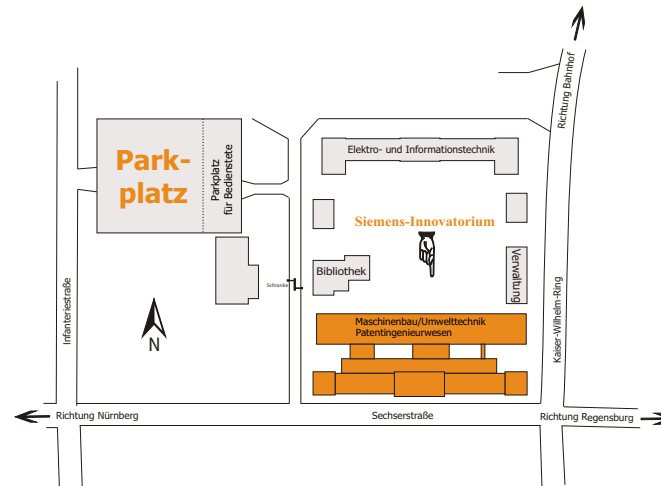 Richtung Bahnhof
Elektro- und Informationstechnik
Park-
platz
Parkplatz
für Bedienstete
Siemens-Innovatorium
Bibliothek
Verwaltung
Schranke
Infanteriestraße
N
Kaiser-Wilhelm-Ring
Maschinenbau/Umwelttechnik
Patentingenieurwesen
Richtung Nürnberg
Sechserstraße
Richtung Regensburg